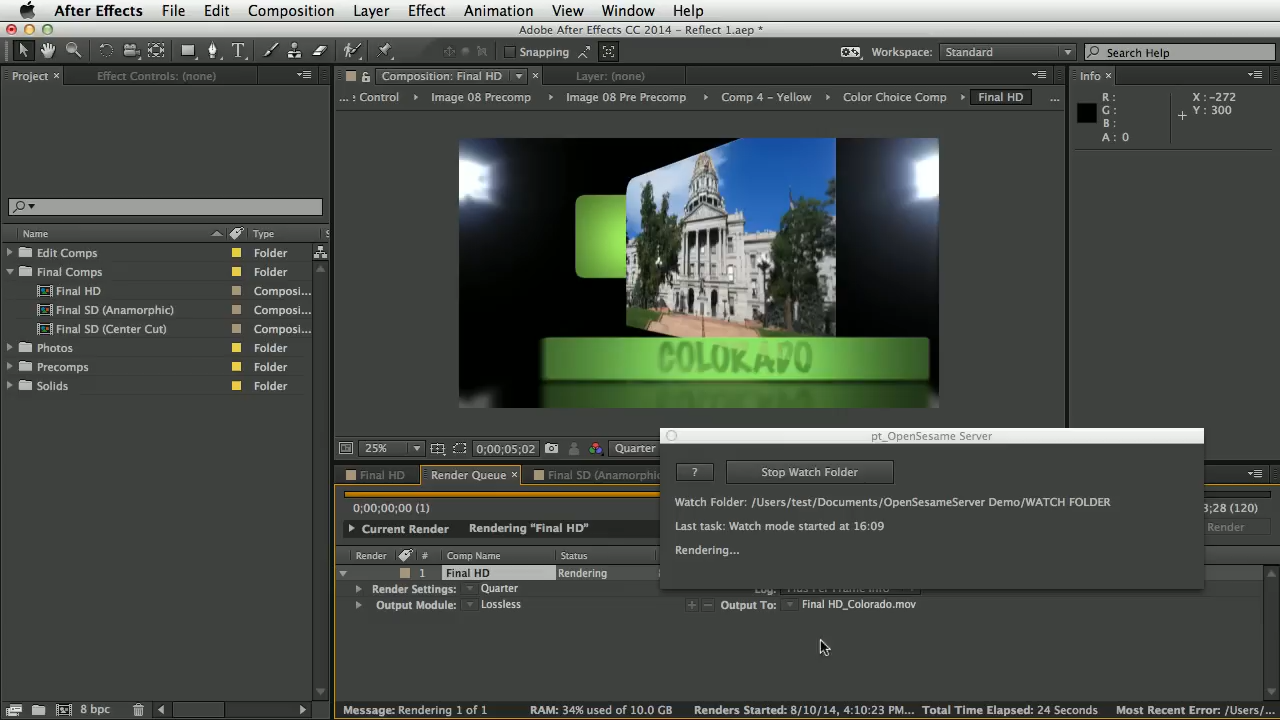 After Effects File Edit Composition Layer Effect Animation View Window Help
Adobe After Effects CC 2014 - Reflect 1.aep *
Snapping Workspace: Standard Search Help
Project × Effect Controls: (none) Composition: Final HD × Layer: (none) Info ×
... e Control Image 08 Precomp Image 08 Pre Precomp Comp 4 - Yellow Color Choice Comp Final HD ...
R: X: -272
G: Y: 300
B:
A: 0
Name Type S
Edit Comps Folder
Final Comps Folder
Final HD Composi...
Final SD (Anamorphic) Composi...
Final SD (Center Cut) Composi...
Photos Folder
Precomps Folder
Solids Folder
COLORADO
25% 0;00;05;02 Quarter
pt_OpenSesame Server
? Stop Watch Folder
Watch Folder: /Users/test/Documents/OpenSesameServer Demo/WATCH FOLDER
Last task: Watch mode started at 16:09
Rendering...
Final HD Render Queue × Final SD (Anamorphic
0;00;00;00 (1) 3;28 (120)
Current Render Rendering "Final HD" Render
Render # Comp Name Status
1 Final HD Rendering
Render Settings: Quarter Log: Plus Per Frame Info
Output Module: Lossless + − Output To: Final HD_Colorado.mov
8 bpc Message: Rendering 1 of 1 RAM: 34% used of 10.0 GB Renders Started: 8/10/14, 4:10:23 PM... Total Time Elapsed: 24 Seconds Most Recent Error: /Users/...